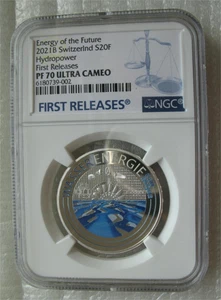 Energy of the Future
2021B Switzerlnd S20F
Hydropower
First Releases
PF 70 ULTRA CAMEO
6180739-002
FIRST RELEASES
NGC
ENERGIE